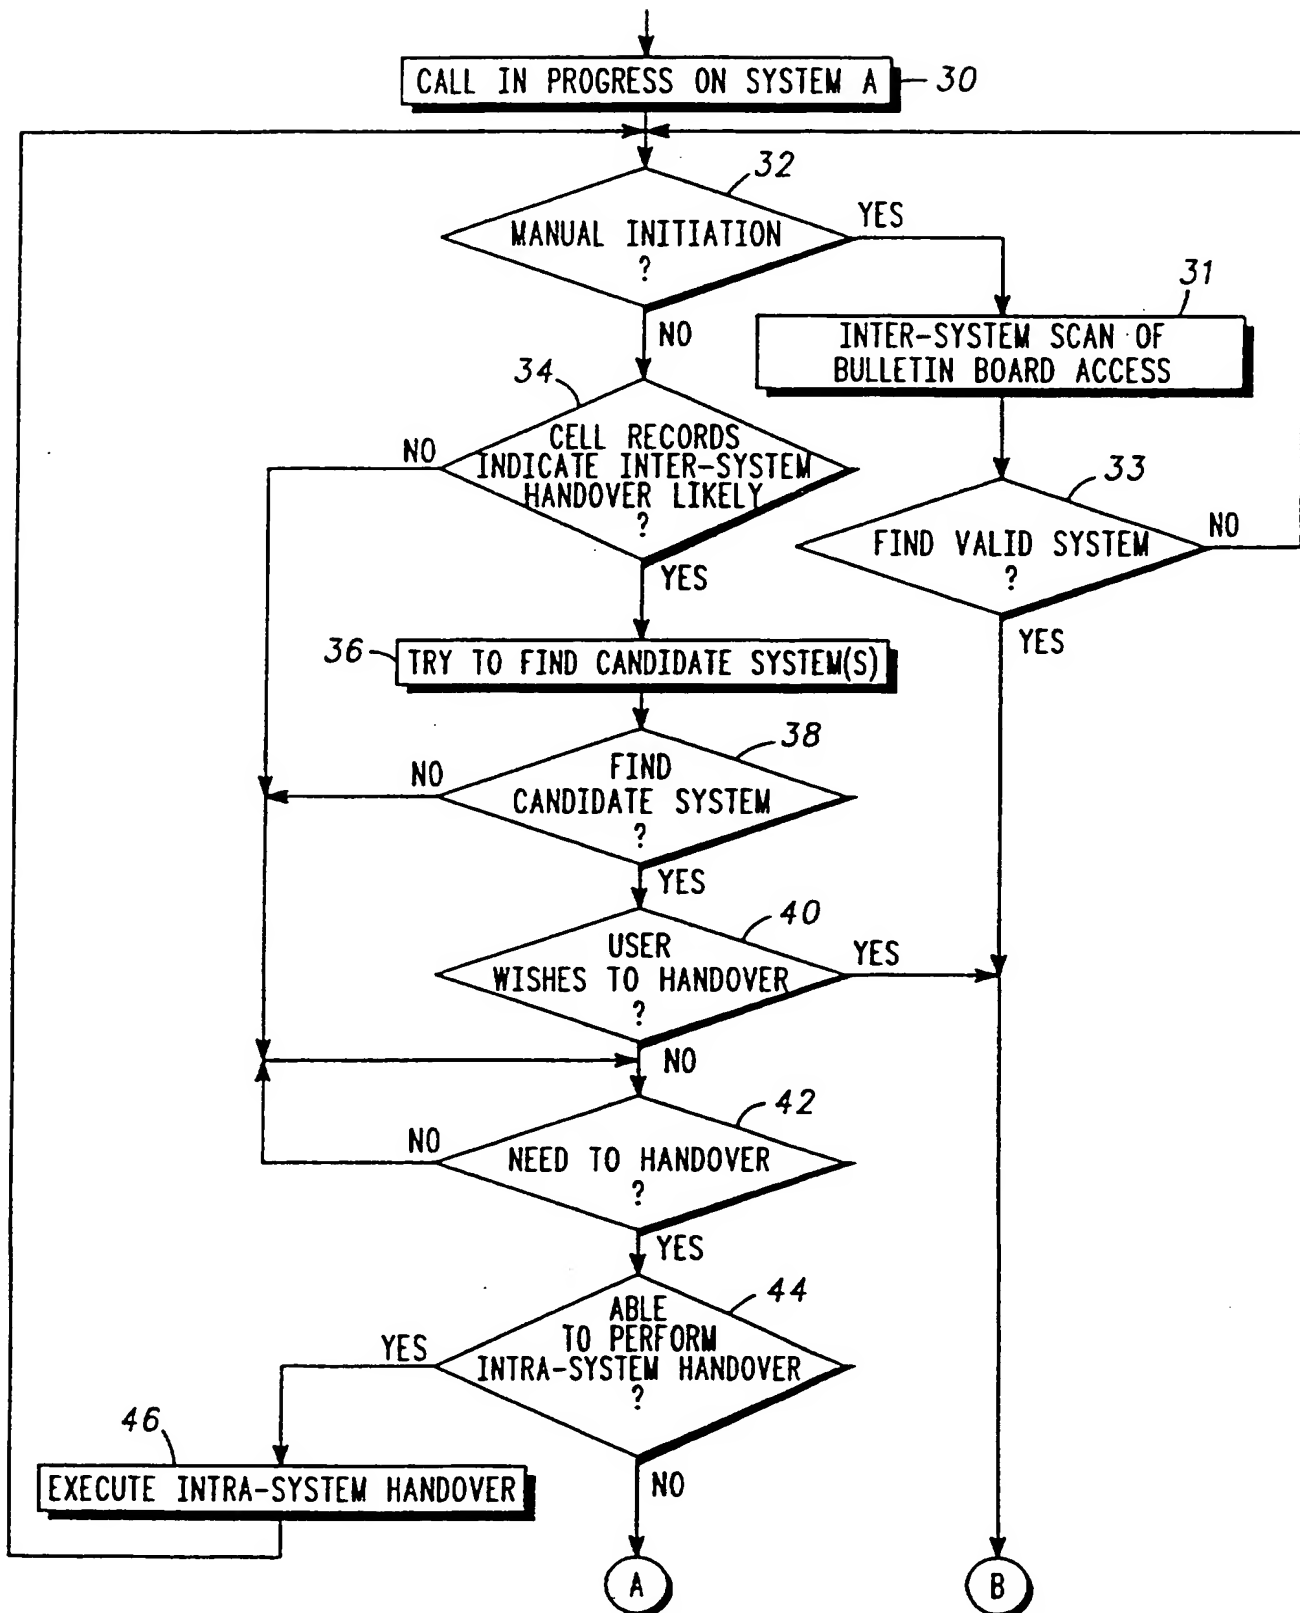 CALL IN PROGRESS ON SYSTEM A
30
32
MANUAL INITIATION
?
YES
NO
31
INTER-SYSTEM SCAN OF
BULLETIN BOARD ACCESS
34
CELL RECORDS
INDICATE INTER-SYSTEM
HANDOVER LIKELY
?
NO
YES
33
FIND VALID SYSTEM
?
NO
YES
36
TRY TO FIND CANDIDATE SYSTEM(S)
38
FIND
CANDIDATE SYSTEM
?
NO
YES
40
USER
WISHES TO HANDOVER
?
YES
NO
42
NEED TO HANDOVER
?
NO
YES
44
ABLE
TO PERFORM
INTRA-SYSTEM HANDOVER
?
YES
NO
46
EXECUTE INTRA-SYSTEM HANDOVER
A
B